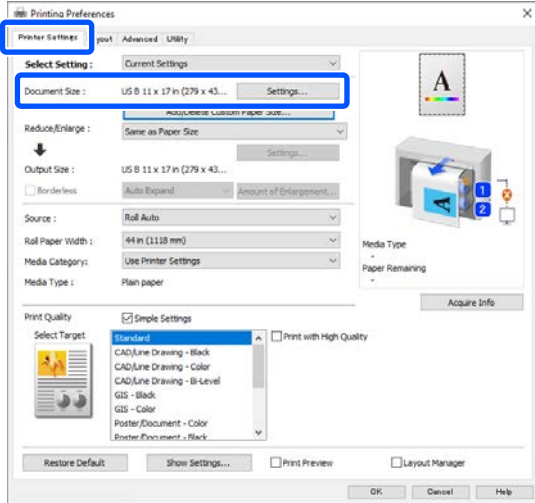 Printing Preferences
Printer Settings yout Advanced Utility
Select Setting : Current Settings
Document Size : US B 11 x 17 in (279 x 43... Settings...
Add/Delete Custom Paper Size...
Reduce/Enlarge : Same as Paper Size
Settings...
Output Size : US B 11 x 17 in (279 x 43...
Borderless Auto Expand Amount of Enlargement...
Source : Roll Auto
Roll Paper Width : 44 in (1118 mm)
Media Category: Use Printer Settings
Media Type : Plain paper
A
A
1
2
Media Type
-
Paper Remaining
-
Acquire Info
Print Quality Simple Settings
Select Target
Standard
CAD/Line Drawing - Black
CAD/Line Drawing - Color
CAD/Line Drawing - Bi-Level
GIS - Black
GIS - Color
Poster/Document - Color
Poster/Document - Black
Print with High Quality
Restore Default Show Settings... Print Preview Layout Manager
OK Cancel Help